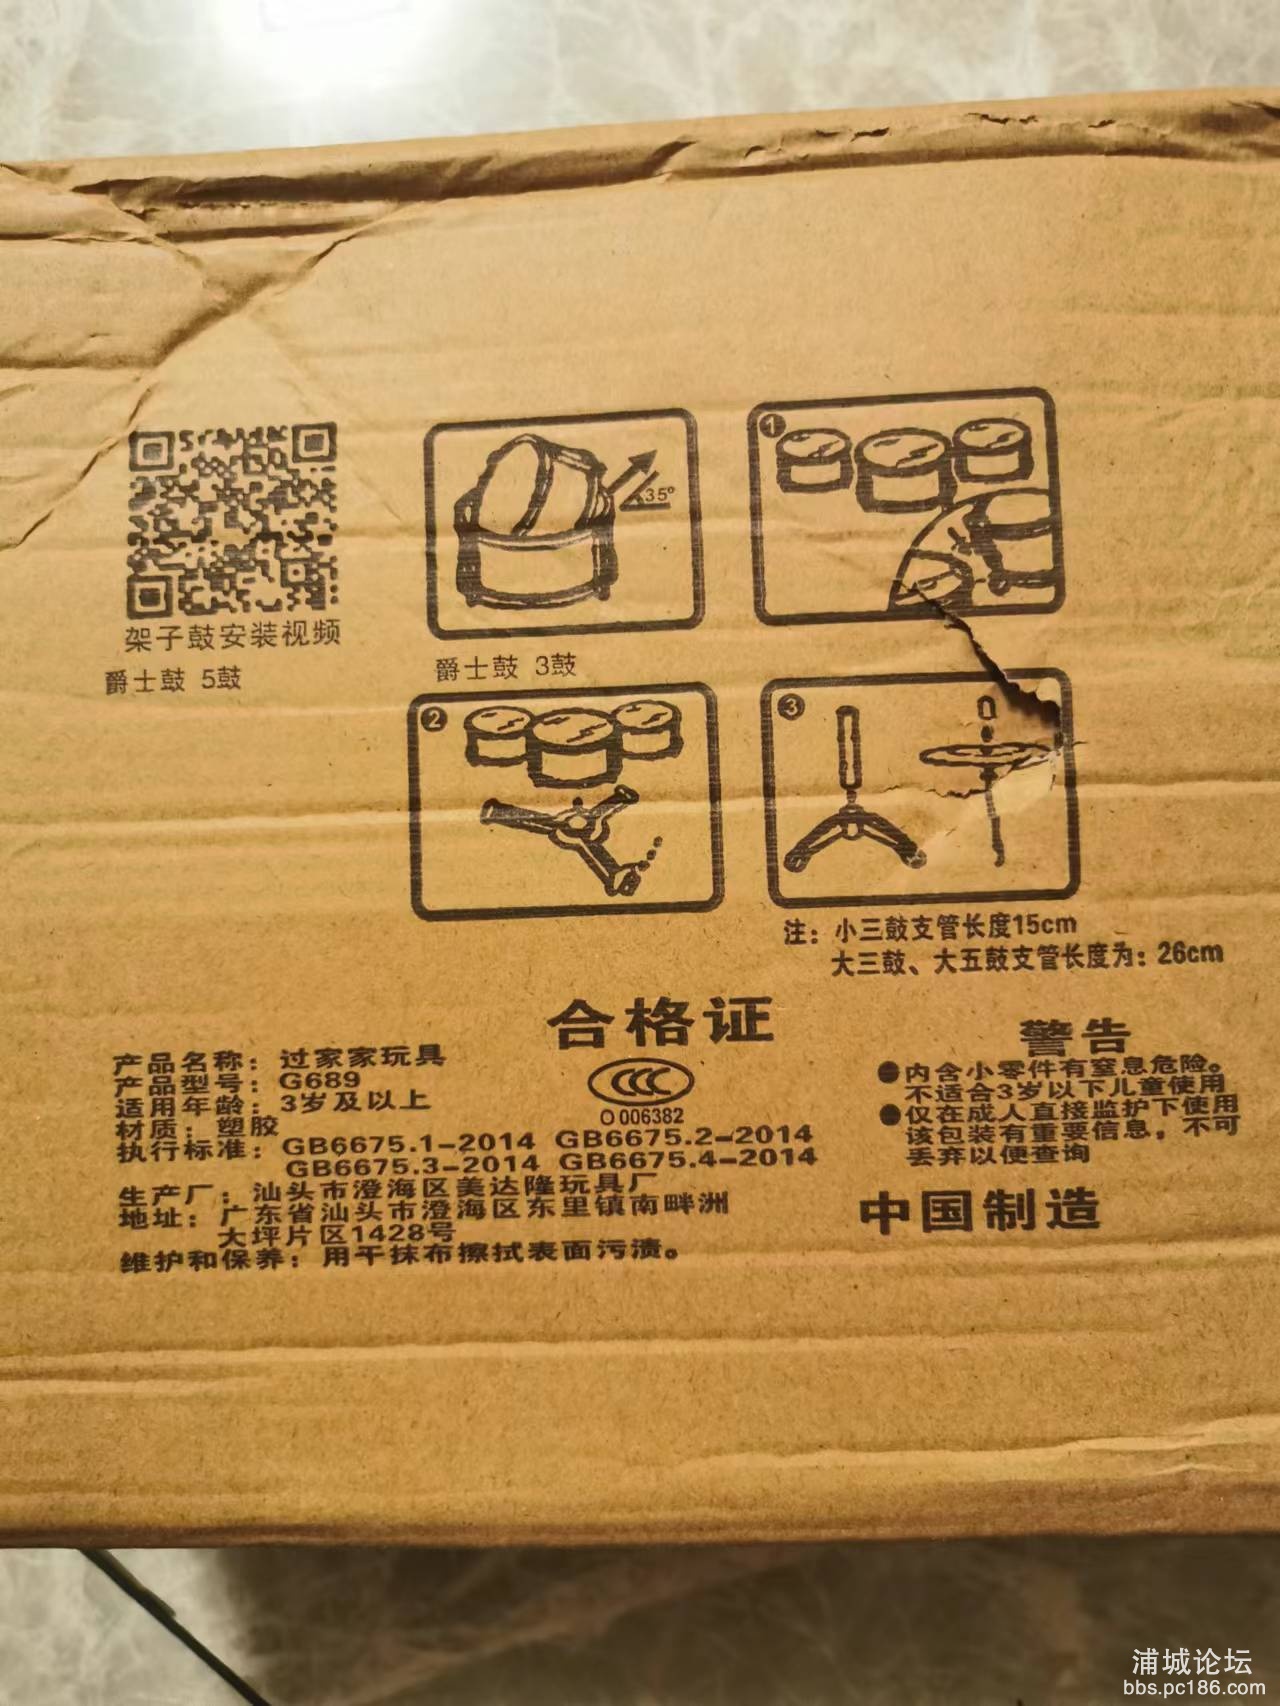 35°
1
架子鼓安装视频
爵士鼓 5鼓
爵士鼓 3鼓
2
3
注：小三鼓支管长度15cm
大三鼓、大五鼓支管长度为：26cm
合格证
产品名称：过家家玩具
产品型号：G689
适用年龄：3岁及以上
材质：塑胶
执行标准：GB6675.1-2014 GB6675.2-2014
GB6675.3-2014 GB6675.4-2014
生产厂：汕头市澄海区美达隆玩具厂
地址：广东省汕头市澄海区东里镇南畔洲
大坪片区1428号
维护和保养：用干抹布擦拭表面污渍。
CCC
O 006382
警告
●内含小零件有窒息危险。
不适合3岁以下儿童使用
●仅在成人直接监护下使用
该包装有重要信息，不可
丢弃以便查询
中国制造
浦城论坛
bbs.pc186.com